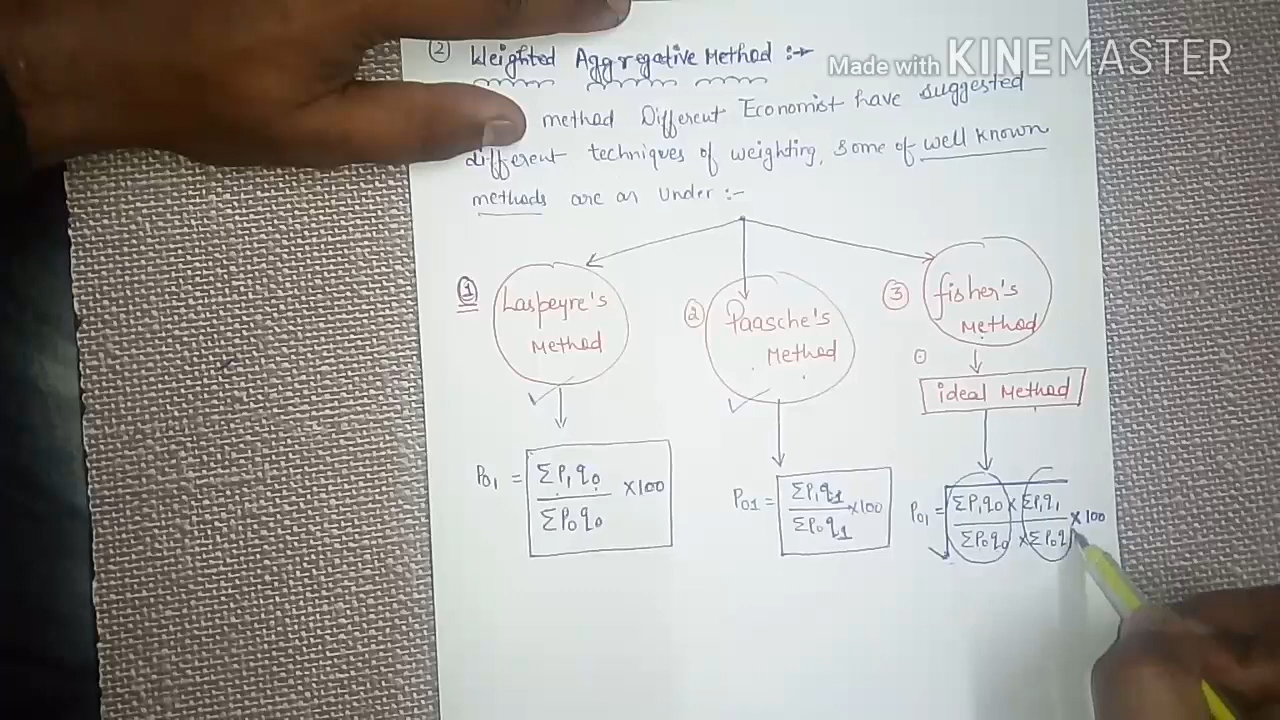 ② Weighted Aggregative Method :-
Made with KINEMASTER
method Different Economist have suggested
different techniques of weighting, some of well known
methods are as under :-
① Laspeyre's
Method
② Paasche's
Method
③ fisher's
Method
ideal Method
P₀₁ = ΣP₁q₀ / ΣP₀q₀ ×100
P₀₁ = ΣP₁q₁ / ΣP₀q₁ ×100
P₀₁ = √ ΣP₁q₀ × ΣP₁q₁ / ΣP₀q₀ × ΣP₀q₁ ×100